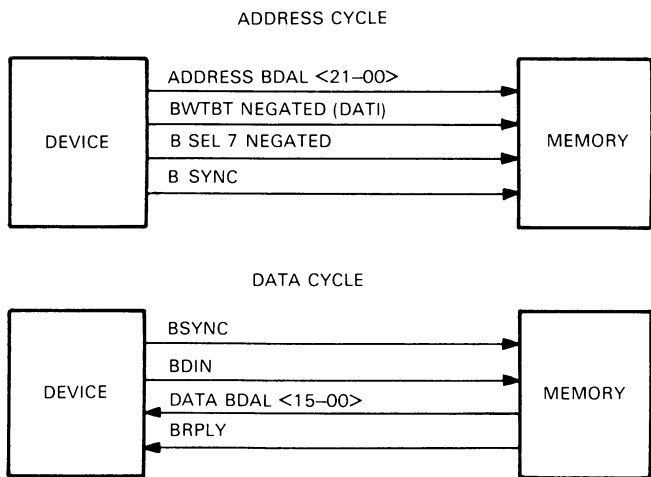 ADDRESS CYCLE
ADDRESS BDAL <21–00>
BWTBT NEGATED (DATI)
DEVICE
B SEL 7 NEGATED
MEMORY
B SYNC
DATA CYCLE
BSYNC
BDIN
DEVICE
MEMORY
DATA BDAL <15–00>
BRPLY